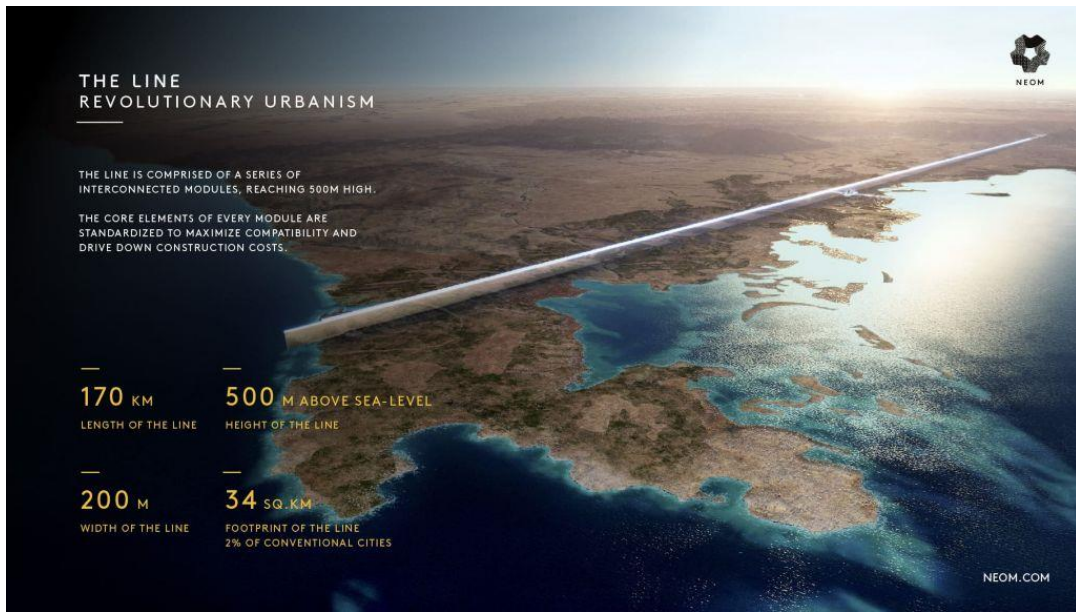 THE LINE
REVOLUTIONARY URBANISM
NEOM
THE LINE IS COMPRISED OF A SERIES OF
INTERCONNECTED MODULES, REACHING 500M HIGH.
THE CORE ELEMENTS OF EVERY MODULE ARE
STANDARDIZED TO MAXIMIZE COMPATIBILITY AND
DRIVE DOWN CONSTRUCTION COSTS.
170 KM
LENGTH OF THE LINE
500 M ABOVE SEA-LEVEL
HEIGHT OF THE LINE
200 M
WIDTH OF THE LINE
34 SQ.KM
FOOTPRINT OF THE LINE
2% OF CONVENTIONAL CITIES
NEOM.COM